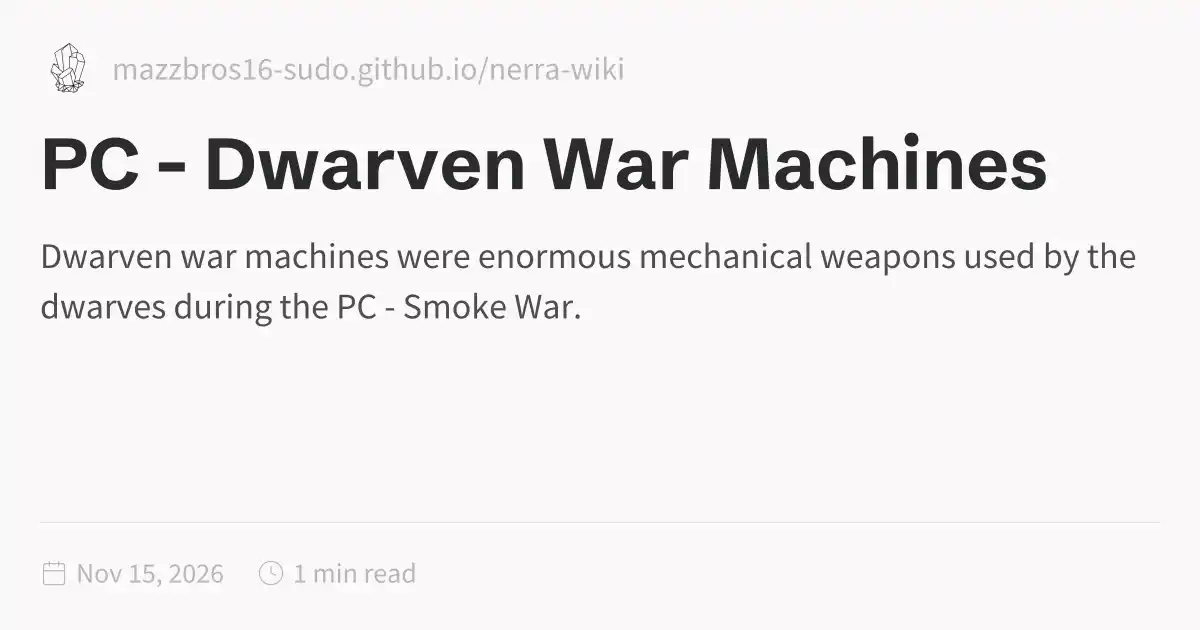 mazzbros16-sudo.github.io/nerra-wiki
PC - Dwarven War Machines
Dwarven war machines were enormous mechanical weapons used by the
dwarves during the PC - Smoke War.
Nov 15, 2026 1 min read